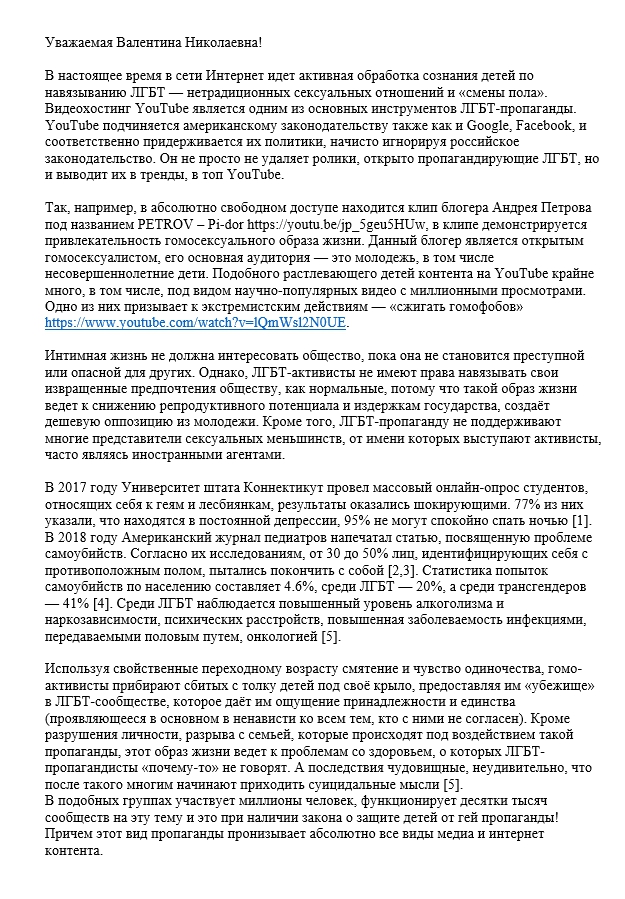 Уважаемая Валентина Николаевна!
В настоящее время в сети Интернет идет активная обработка сознания детей по
навязыванию ЛГБТ — нетрадиционных сексуальных отношений и «смены пола».
Видеохостинг YouTube является одним из основных инструментов ЛГБТ-пропаганды.
YouTube подчиняется американскому законодательству также как и Google, Facebook, и
соответственно придерживается их политики, начисто игнорируя российское
законодательство. Он не просто не удаляет ролики, открыто пропагандирующие ЛГБТ, но
и выводит их в тренды, в топ YouTube.
Так, например, в абсолютно свободном доступе находится клип блогера Андрея Петрова
под названием PETROV – Pi-dor https://youtu.be/jp_5geu5HUw, в клипе демонстрируется
привлекательность гомосексуального образа жизни. Данный блогер является открытым
гомосексуалистом, его основная аудитория — это молодежь, в том числе
несовершеннолетние дети. Подобного растлевающего детей контента на YouTube крайне
много, в том числе, под видом научно-популярных видео с миллионными просмотрами.
Одно из них призывает к экстремистским действиям — «сжигать гомофобов»
https://www.youtube.com/watch?v=lQmWsl2N0UE.
Интимная жизнь не должна интересовать общество, пока она не становится преступной
или опасной для других. Однако, ЛГБТ-активисты не имеют права навязывать свои
извращенные предпочтения обществу, как нормальные, потому что такой образ жизни
ведет к снижению репродуктивного потенциала и издержкам государства, создаёт
дешевую оппозицию из молодежи. Кроме того, ЛГБТ-пропаганду не поддерживают
многие представители сексуальных меньшинств, от имени которых выступают активисты,
часто являясь иностранными агентами.
В 2017 году Университет штата Коннектикут провел массовый онлайн-опрос студентов,
относящих себя к геям и лесбиянкам, результаты оказались шокирующими. 77% из них
указали, что находятся в постоянной депрессии, 95% не могут спокойно спать ночью [1].
В 2018 году Американский журнал педиатров напечатал статью, посвященную проблеме
самоубийств. Согласно их исследованиям, от 30 до 50% лиц, идентифицирующих себя с
противоположным полом, пытались покончить с собой [2,3]. Статистика попыток
самоубийств по населению составляет 4.6%, среди ЛГБТ — 20%, а среди трансгендеров
— 41% [4]. Среди ЛГБТ наблюдается повышенный уровень алкоголизма и
наркозависимости, психических расстройств, повышенная заболеваемость инфекциями,
передаваемыми половым путем, онкологией [5].
Используя свойственные переходному возрасту смятение и чувство одиночества, гомо-
активисты прибирают сбитых с толку детей под своё крыло, предоставляя им «убежище»
в ЛГБТ-сообществе, которое даёт им ощущение принадлежности и единства
(проявляющееся в основном в ненависти ко всем тем, кто с ними не согласен). Кроме
разрушения личности, разрыва с семьей, которые происходят под воздействием такой
пропаганды, этот образ жизни ведет к проблемам со здоровьем, о которых ЛГБТ-
пропагандисты «почему-то» не говорят. А последствия чудовищные, неудивительно, что
после такого многим начинают приходить суицидальные мысли [5].
В подобных группах участвует миллионы человек, функционирует десятки тысяч
сообществ на эту тему и это при наличии закона о защите детей от гей пропаганды!
Причем этот вид пропаганды пронизывает абсолютно все виды медиа и интернет
контента.